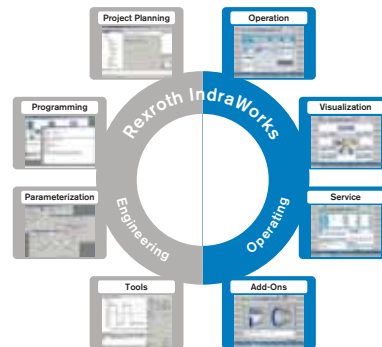 Project Planning
Operation
Rexroth IndraWorks
Programming
Visualization
Parameterization
Service
Engineering
Operating
Tools
Add-Ons